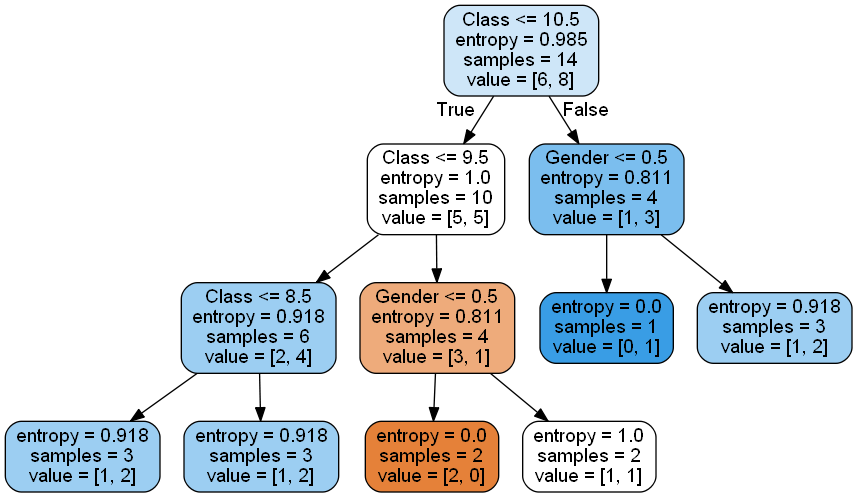 Class <= 10.5
entropy = 0.985
samples = 14
value = [6, 8]
True
False
Class <= 9.5
entropy = 1.0
samples = 10
value = [5, 5]
Gender <= 0.5
entropy = 0.811
samples = 4
value = [1, 3]
Class <= 8.5
entropy = 0.918
samples = 6
value = [2, 4]
Gender <= 0.5
entropy = 0.811
samples = 4
value = [3, 1]
entropy = 0.0
samples = 1
value = [0, 1]
entropy = 0.918
samples = 3
value = [1, 2]
entropy = 0.918
samples = 3
value = [1, 2]
entropy = 0.918
samples = 3
value = [1, 2]
entropy = 0.0
samples = 2
value = [2, 0]
entropy = 1.0
samples = 2
value = [1, 1]